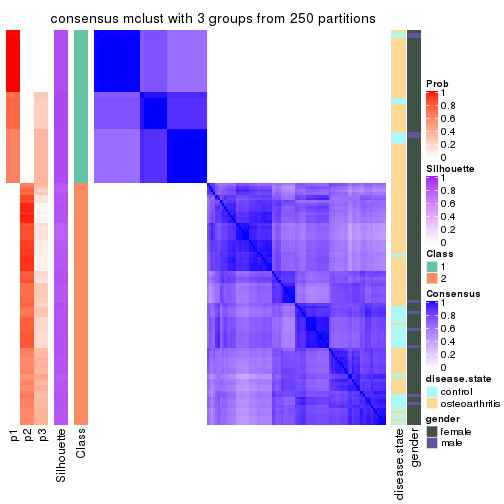 consensus mclust with 3 groups from 250 partitions
p1
p2
p3
Silhouette
Class
disease.state
gender
Prob
1
0.8
0.6
0.4
0.2
0
Silhouette
1
0.8
0.6
0.4
0.2
0
Class
1
2
Consensus
1
0.8
0.6
0.4
0.2
0
disease.state
control
osteoarthritis
gender
female
male